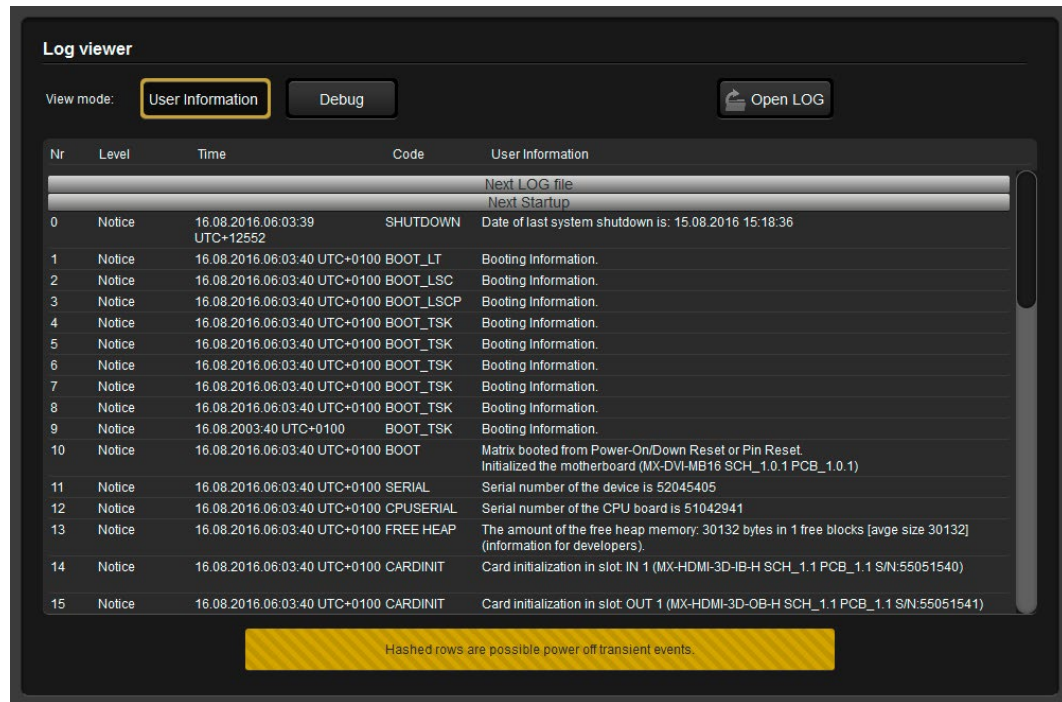 Log viewer
View mode: User Information Debug Open LOG
Nr Level Time Code User Information
Next LOG file
Next Startup
0 Notice 16.08.2016.06:03:39 SHUTDOWN Date of last system shutdown is: 15.08.2016 15:18:36
UTC+12552
1 Notice 16.08.2016.06:03:40 UTC+0100 BOOT_LT Booting Information.
2 Notice 16.08.2016.06:03:40 UTC+0100 BOOT_LSC Booting Information.
3 Notice 16.08.2016.06:03:40 UTC+0100 BOOT_LSCP Booting Information.
4 Notice 16.08.2016.06:03:40 UTC+0100 BOOT_TSK Booting Information.
5 Notice 16.08.2016.06:03:40 UTC+0100 BOOT_TSK Booting Information.
6 Notice 16.08.2016.06:03:40 UTC+0100 BOOT_TSK Booting Information.
7 Notice 16.08.2016.06:03:40 UTC+0100 BOOT_TSK Booting Information.
8 Notice 16.08.2016.06:03:40 UTC+0100 BOOT_TSK Booting Information.
9 Notice 16.08.2003:40 UTC+0100 BOOT_TSK Booting Information.
10 Notice 16.08.2016.06:03:40 UTC+0100 BOOT Matrix booted from Power-On/Down Reset or Pin Reset.
Initialized the motherboard (MX-DVI-MB16 SCH_1.0.1 PCB_1.0.1)
11 Notice 16.08.2016.06:03:40 UTC+0100 SERIAL Serial number of the device is 52045405
12 Notice 16.08.2016.06:03:40 UTC+0100 CPUSERIAL Serial number of the CPU board is 51042941
13 Notice 16.08.2016.06:03:40 UTC+0100 FREE HEAP The amount of the free heap memory: 30132 bytes in 1 free blocks [avge size 30132]
(information for developers).
14 Notice 16.08.2016.06:03:40 UTC+0100 CARDINIT Card initialization in slot: IN 1 (MX-HDMI-3D-IB-H SCH_1.1 PCB_1.1 S/N:55051540)
15 Notice 16.08.2016.06:03:40 UTC+0100 CARDINIT Card initialization in slot: OUT 1 (MX-HDMI-3D-OB-H SCH_1.1 PCB_1.1 S/N:55051541)
Hashed rows are possible power off transient events.